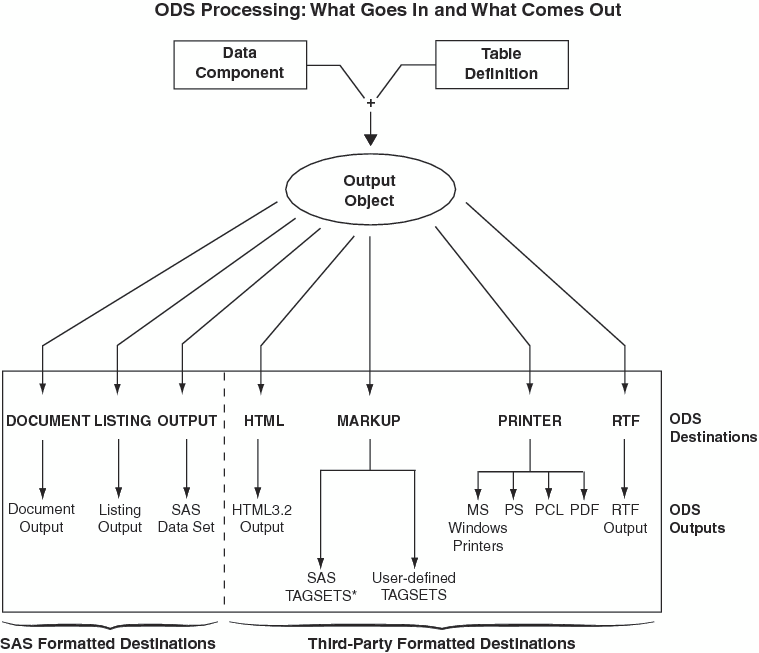 ODS Processing: What Goes In and What Comes Out
Data
Component
Table
Definition
+
Output
Object
DOCUMENT LISTING OUTPUT HTML MARKUP PRINTER RTF
ODS
Destinations
Document
Output
Listing
Output
SAS
Data Set
HTML3.2
Output
SAS
TAGSETS*
User-defined
TAGSETS
MS
Windows
Printers
PS
PCL
PDF
RTF
Output
ODS
Outputs
SAS Formatted Destinations
Third-Party Formatted Destinations